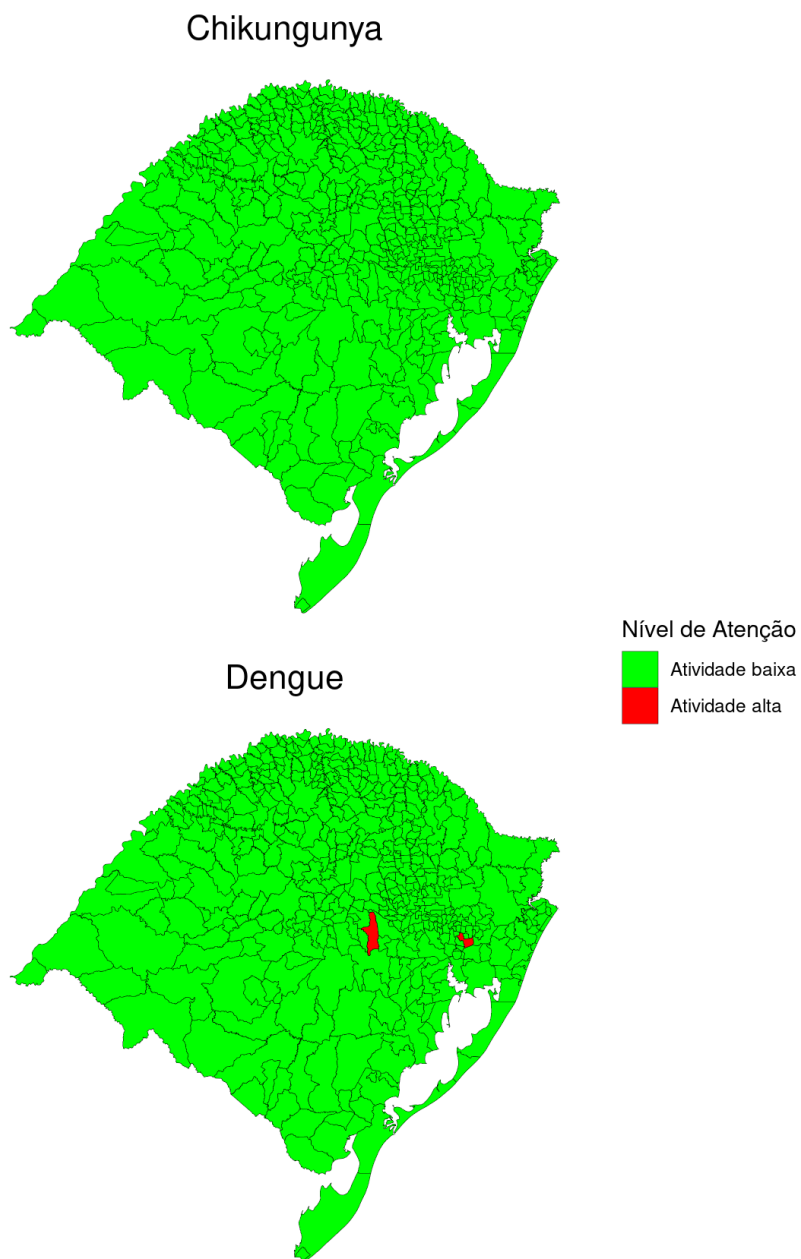 Chikungunya
Nível de Atenção
Atividade baixa
Atividade alta
Dengue